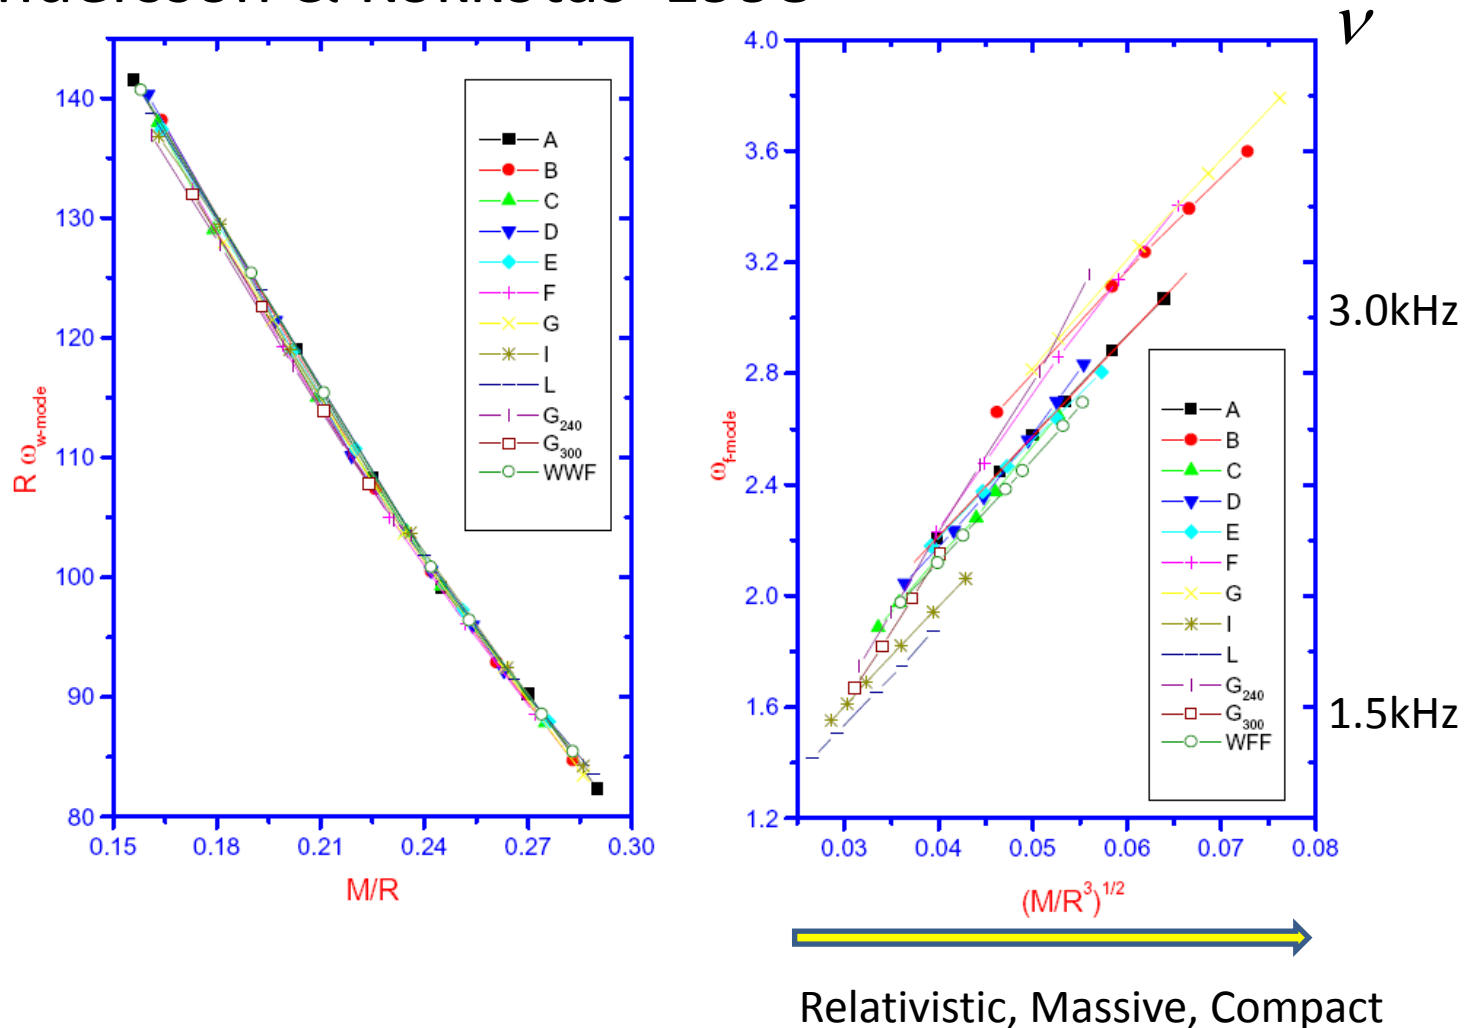 & Kokkotas 1998
ν
140
130
120
110
100
90
80
0.15 0.18 0.21 0.24 0.27 0.30
R ω w-mode
M/R
A
B
C
D
E
F
G
I
L
G240
G300
WWF
4.0
3.6
3.2
2.8
2.4
2.0
1.6
1.2
0.03 0.04 0.05 0.06 0.07 0.08
ω f-mode
(M/R³)^1/2
A
B
C
D
E
F
G
I
L
G240
G300
WFF
3.0kHz
1.5kHz
Relativistic, Massive, Compact